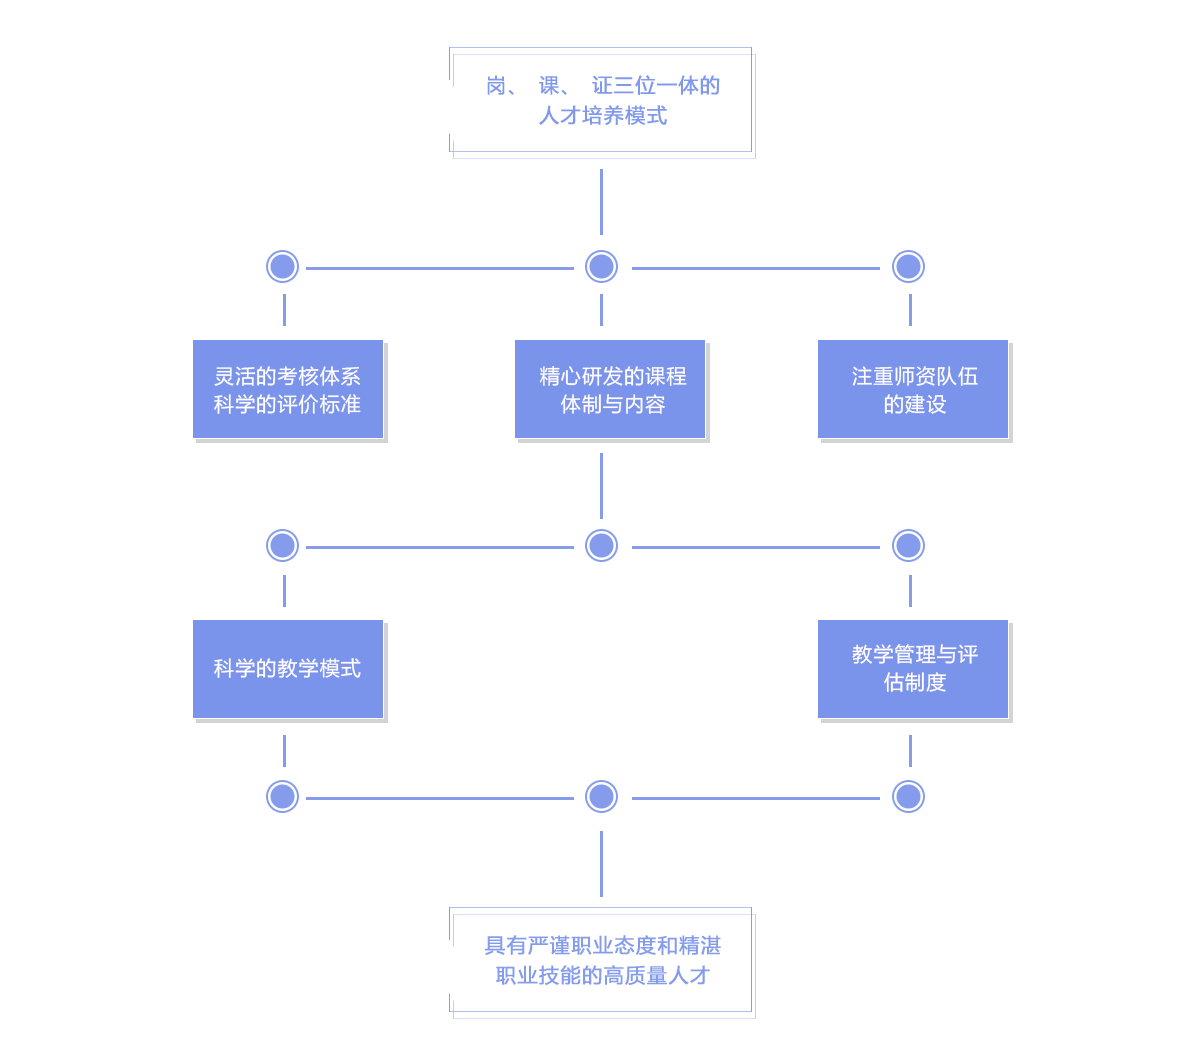 岗、 课、 证三位一体的
人才培养模式
灵活的考核体系
科学的评价标准
精心研发的课程
体制与内容
注重师资队伍
的建设
科学的教学模式
教学管理与评
估制度
具有严谨职业态度和精湛
职业技能的高质量人才